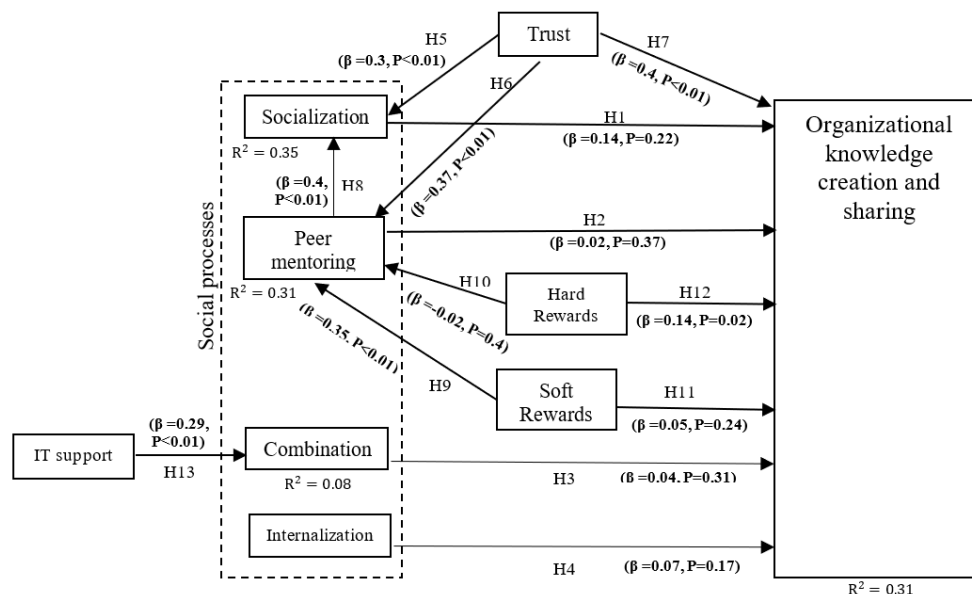 Trust
H5
(β =0.3, P<0.01)
H6
(β =0.37, P<0.01)
H7
(β =0.4, P<0.01)
Social processes
Socialization
R² = 0.35
H1
(β =0.14, P=0.22)
(β =0.4,
P<0.01)
H8
Peer
mentoring
R² = 0.31
H2
(β =0.02, P=0.37)
H10
(β =-0.02, P=0.4)
Hard
Rewards
H12
(β =0.14, P=0.02)
(β =0.35, P<0.01)
H9
Soft
Rewards
H11
(β =0.05, P=0.24)
IT support
(β =0.29,
P<0.01)
H13
Combination
R² = 0.08
H3
(β =0.04, P=0.31)
Internalization
H4
(β =0.07, P=0.17)
Organizational
knowledge
creation and
sharing
R² = 0.31